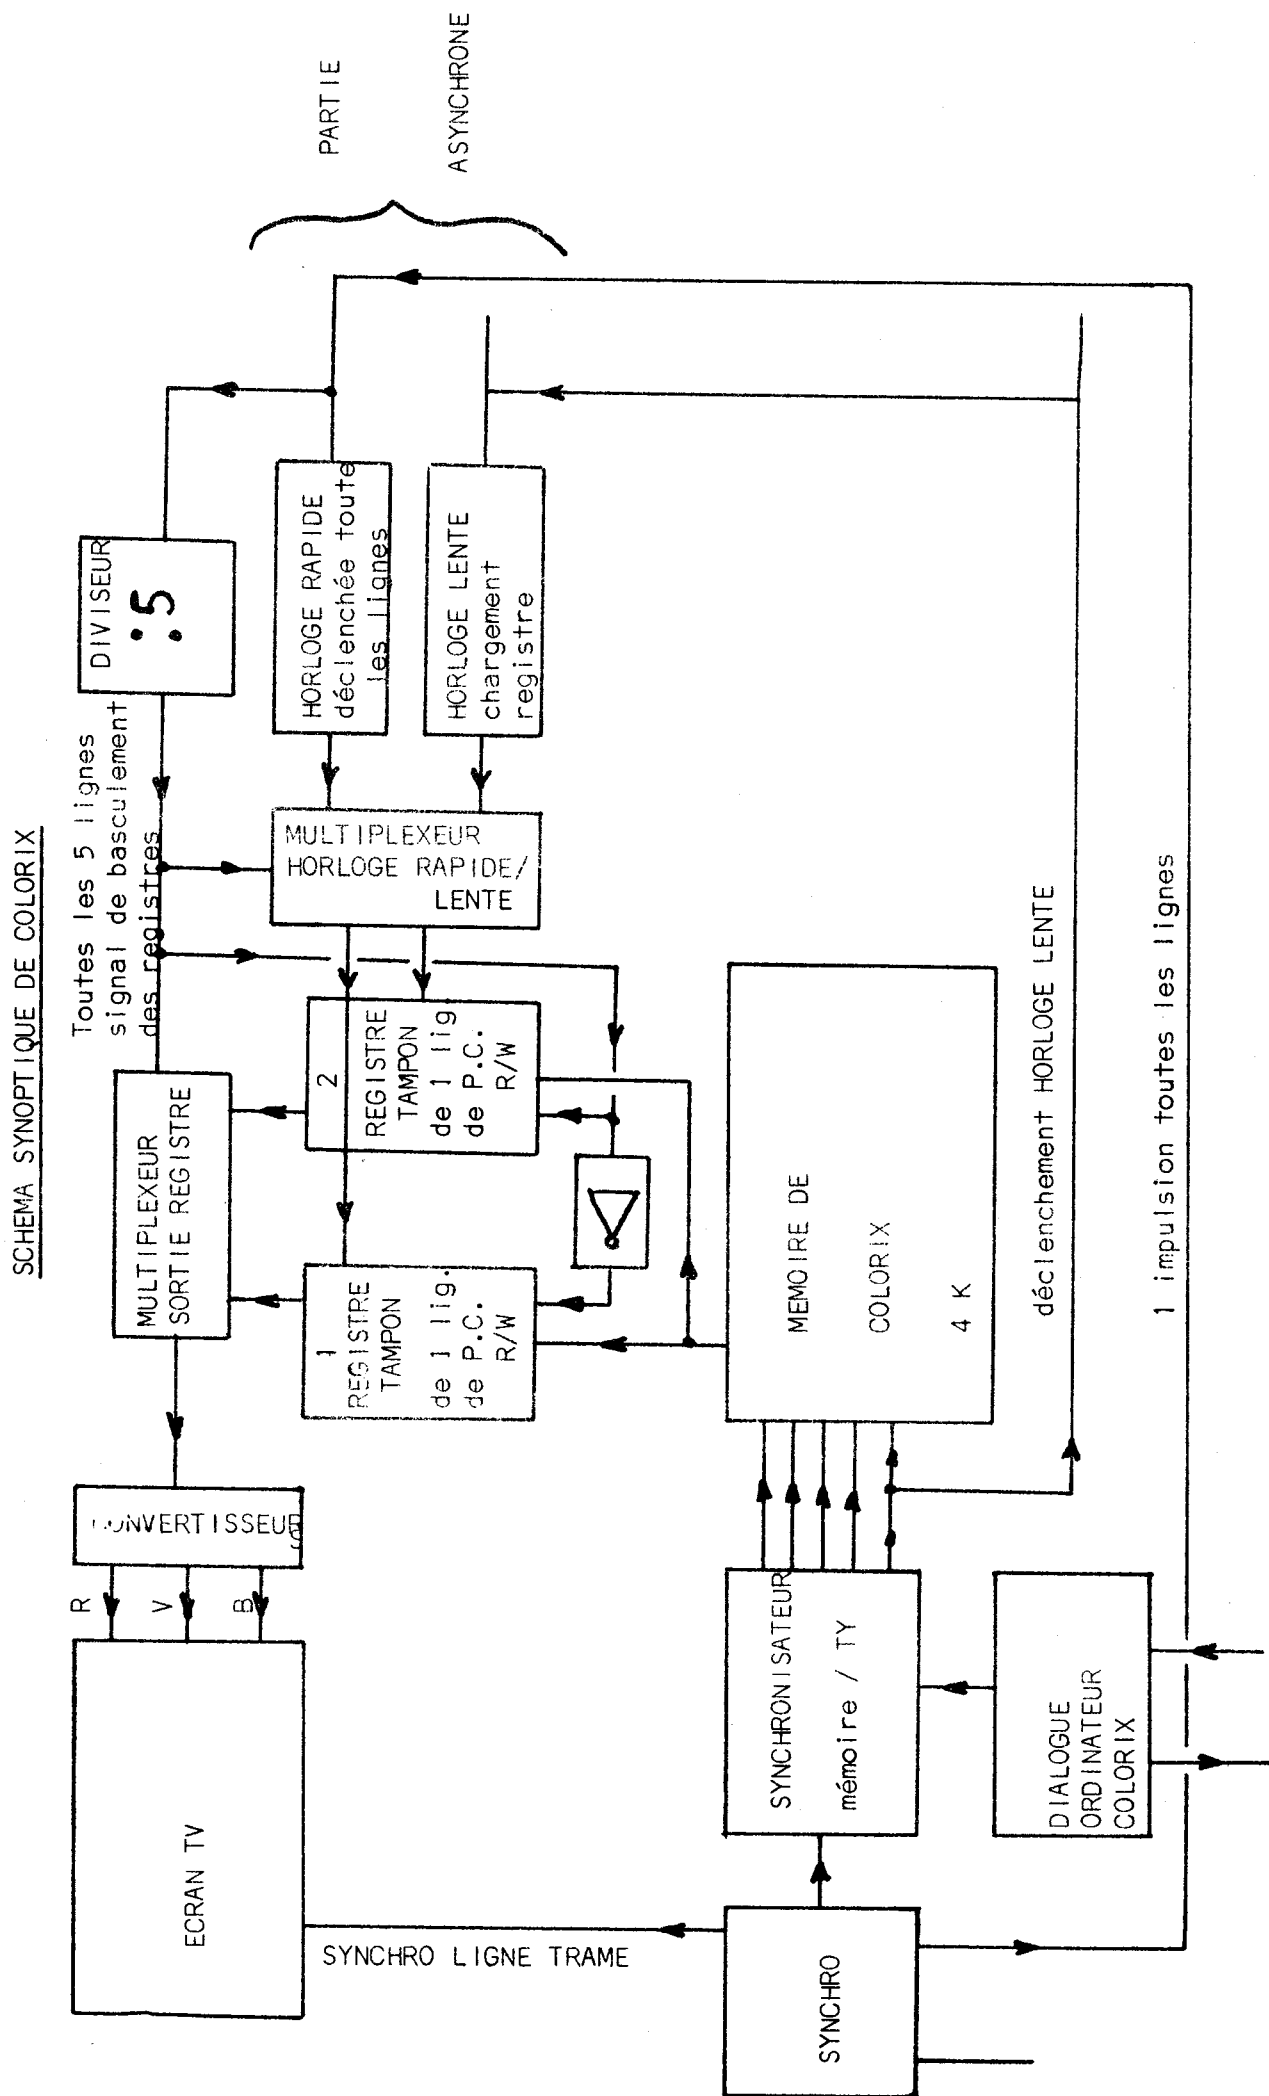 SCHEMA SYNOPTIQUE DE COLORIX
ECRAN TV
R
V
B
CONVERTISSEUR
MULTIPLEXEUR
SORTIE REGISTRE
Toutes les 5 lignes
signal de basculement
des registres
DIVISEUR
:5
SYNCHRO LIGNE TRAME
1
REGISTRE
TAMPON
de 1 lig.
de P.C.
R/W
2
REGISTRE
TAMPON
de 1 lig
de P.C.
R/W
MULTIPLEXEUR
HORLOGE RAPIDE/
LENTE
HORLOGE RAPIDE
déclenchée toute
les lignes
HORLOGE LENTE
chargement
registre
PARTIE
ASYNCHRONE
SYNCHRO
SYNCHRONISATEUR
mémoire / TY
MEMOIRE DE
COLORIX
4 K
DIALOGUE
ORDINATEUR
COLORIX
déclenchement HORLOGE LENTE
1 impulsion toutes les lignes